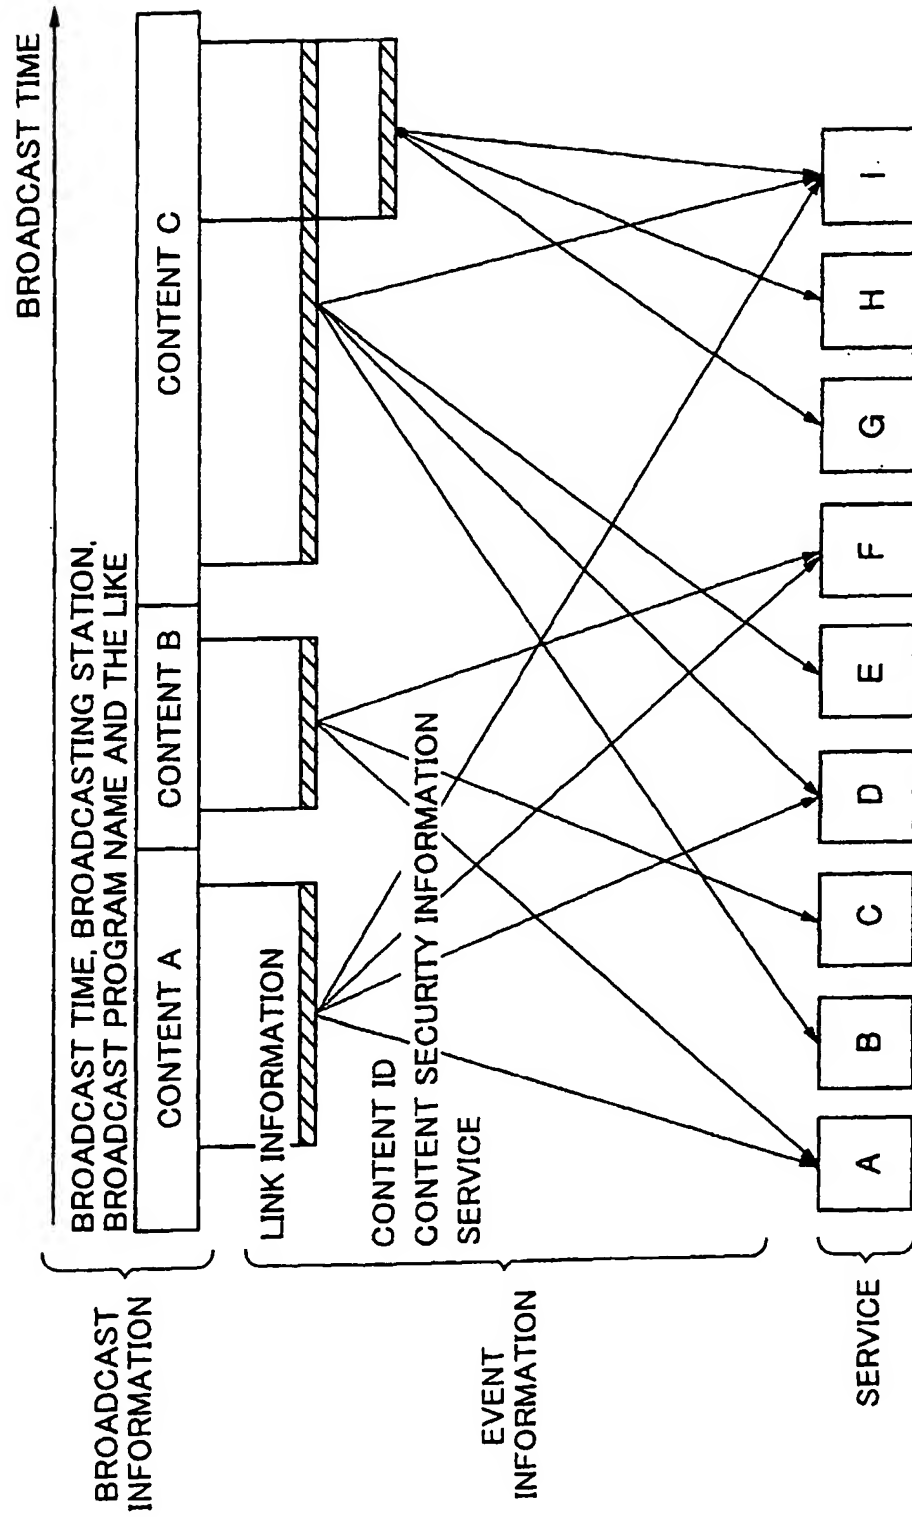 BROADCAST TIME
BROADCAST INFORMATION
BROADCAST TIME, BROADCASTING STATION,
BROADCAST PROGRAM NAME AND THE LIKE
CONTENT A
CONTENT B
CONTENT C
EVENT
INFORMATION
LINK INFORMATION
CONTENT ID
CONTENT SECURITY INFORMATION
SERVICE
SERVICE
A
B
C
D
E
F
G
H
I